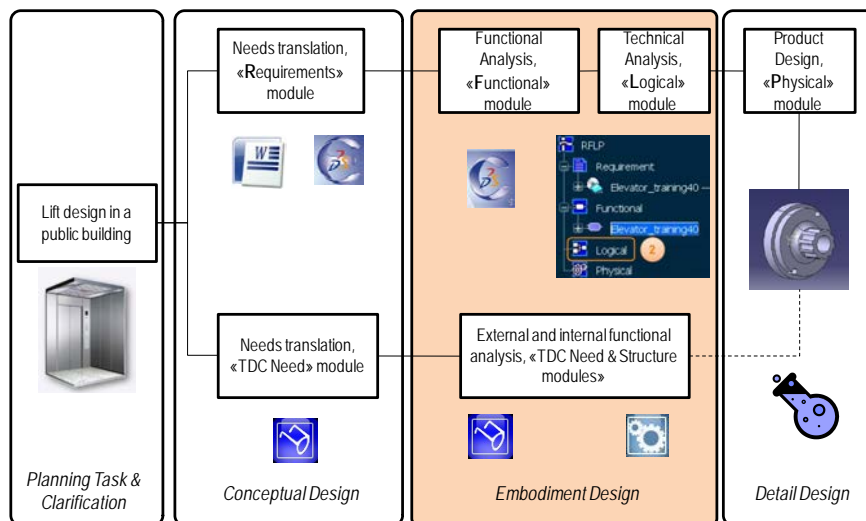 Needs translation,
«Requirements»
module
Functional
Analysis,
«Functional»
module
Technical
Analysis,
«Logical»
module
Product
Design,
«Physical»
module
W
RFLP
Requirement
Elevator_training40
Functional
Elevator_training40
Logical
2
Physical
Lift design in a
public building
Needs translation,
«TDC Need» module
External and internal functional
analysis, «TDC Need & Structure
modules»
Planning Task &
Clarification
Conceptual Design
Embodiment Design
Detail Design